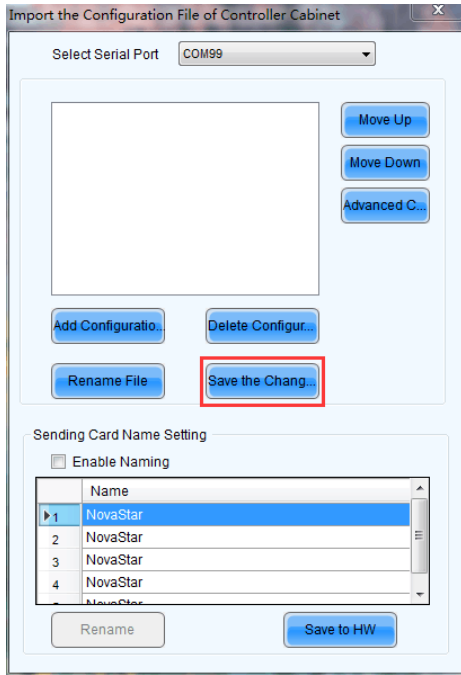 Import the Configuration File of Controller Cabinet
x
Select Serial Port COM99
Move Up
Move Down
Advanced C...
Add Configuratio...
Delete Configur...
Rename File
Save the Chang...
Sending Card Name Setting
Enable Naming
Name
1 NovaStar
2 NovaStar
3 NovaStar
4 NovaStar
NovaStar
Rename
Save to HW